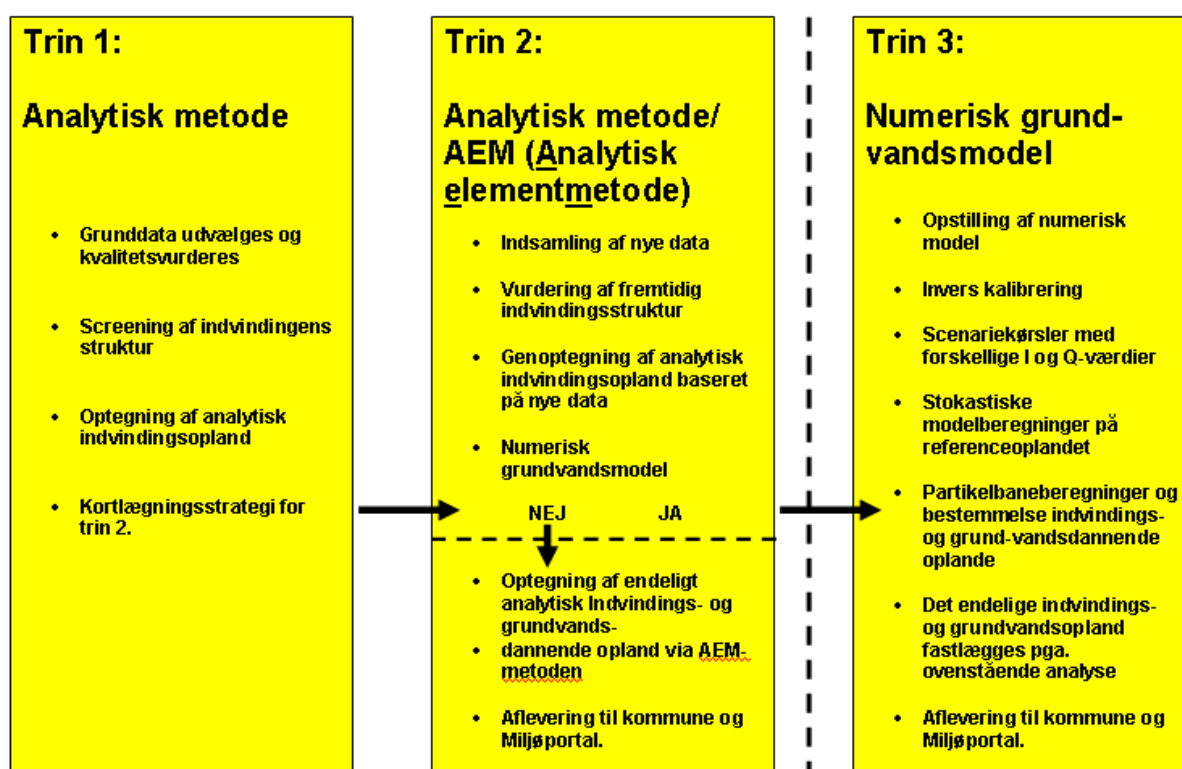 Trin 1:
Analytisk metode
• Grunddata udvælges og
kvalitetsvurderes
• Screening af indvindingens
struktur
• Optegning af analytisk
indvindingsopland
• Kortlægningsstrategi for
trin 2.
Trin 2:
Analytisk metode/
AEM (Analytisk
elementmetode)
• Indsamling af nye data
• Vurdering af fremtidig
indvindingsstruktur
• Genoptegning af analytisk
indvindingsopland baseret
på nye data
• Numerisk
grundvandsmodel
NEJ JA
• Optegning af endeligt
analytisk Indvindings- og
grundvands-
• dannende opland via AEM-
metoden
• Aflevering til kommune og
Miljøportal.
Trin 3:
Numerisk grund-
vandsmodel
• Opstilling af numerisk
model
• Invers kalibrering
• Scenariekørsler med
forskellige I og Q-værdier
• Stokastiske
modelberegninger på
referenceoplandet
• Partikelbaneberegninger og
bestemmelse indvindings-
og grund-vandsdannende
oplande
• Det endelige indvindings-
og grundvandsopland
fastlægges pga.
ovenstående analyse
• Aflevering til kommune og
Miljøportal.